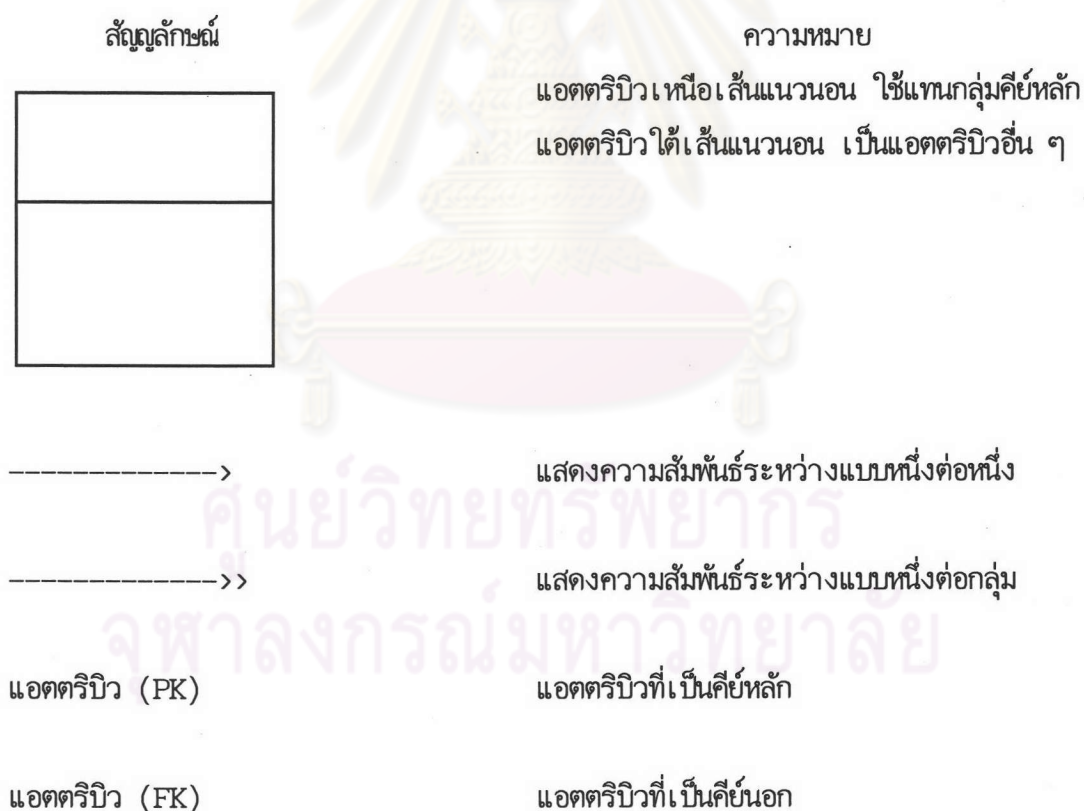 สัญญลักษณ์ ความหมาย
แอตตริบิวเหนือเส้นแนวนอน ใช้แทนกลุ่มคีย์หลัก
แอตตริบิวใต้เส้นแนวนอน เป็นแอตตริบิวอื่น ๆ
--------------> แสดงความสัมพันธ์ระหว่างแบบหนึ่งต่อหนึ่ง
-------------->> แสดงความสัมพันธ์ระหว่างแบบหนึ่งต่อกลุ่ม
ศูนย์วิทยทรัพยากร
จุฬาลงกรณ์มหาวิทยาลัย
แอตตริบิว (PK) แอตตริบิวที่เป็นคีย์หลัก
แอตตริบิว (FK) แอตตริบิวที่เป็นคีย์นอก